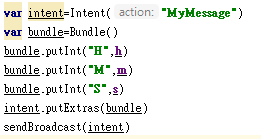 var intent=Intent( action: "MyMessage")
var bundle=Bundle()
bundle.putInt("H",h)
bundle.putInt("M",m)
bundle.putInt("S",s)
intent.putExtras(bundle)
sendBroadcast(intent)